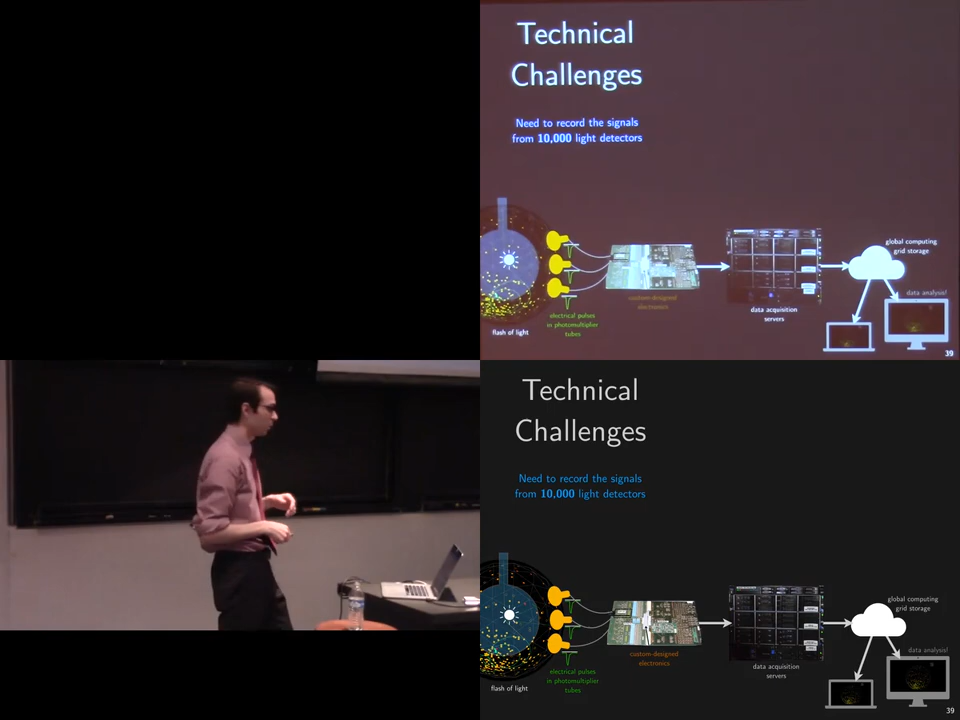 Technical
Challenges
Need to record the signals
from 10,000 light detectors
global computing
grid storage
data analysis!
custom-designed
electronics
data acquisition
servers
electrical pulses
in photomultiplier
tubes
flash of light
39
Technical
Challenges
Need to record the signals
from 10,000 light detectors
global computing
grid storage
data analysis!
custom-designed
electronics
data acquisition
servers
electrical pulses
in photomultiplier
tubes
flash of light
39